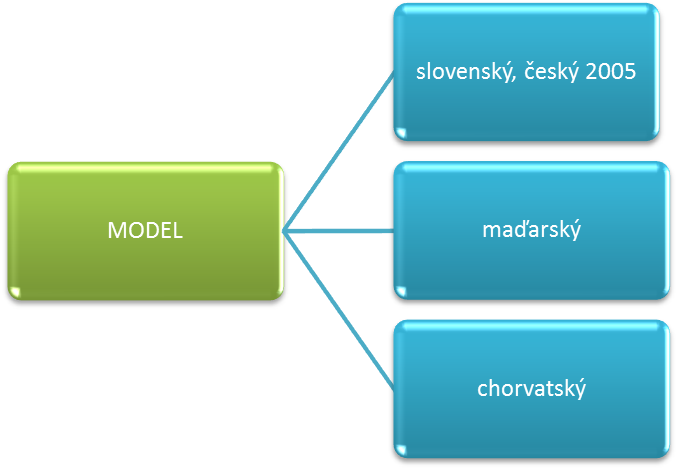 MODEL
slovenský, český 2005
maďarský
chorvatský